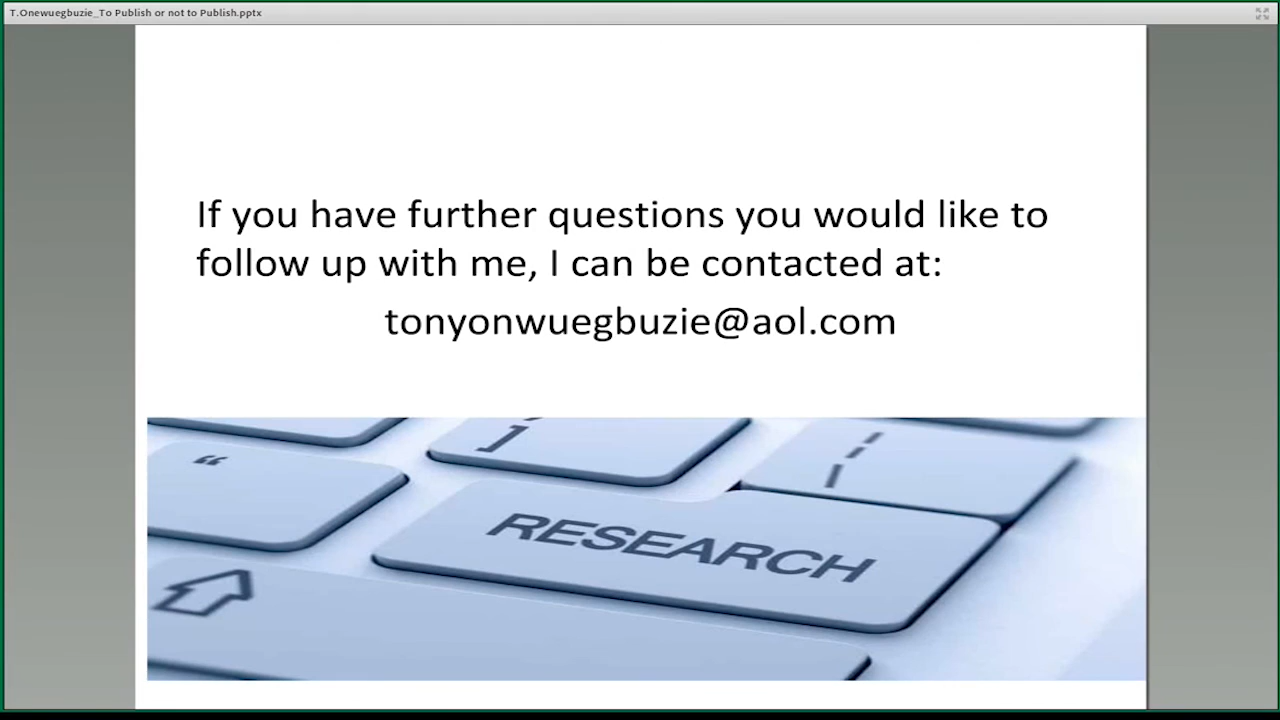 T.Onewuegbuzie_To Publish or not to Publish.pptx
If you have further questions you would like to
follow up with me, I can be contacted at:
tonyonwuegbuzie@aol.com
]
|
“
RESEARCH